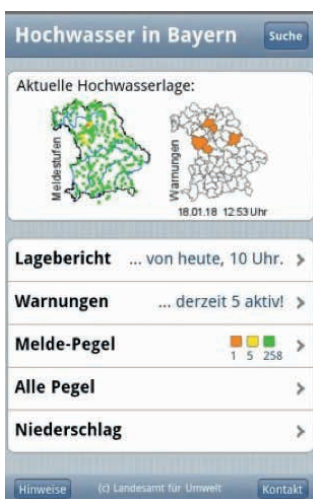 Hochwasser in Bayern Suche
Aktuelle Hochwasserlage:
Meldestufen
Warnungen
18.01.18 12:53 Uhr
Lagebericht ... von heute, 10 Uhr.
Warnungen ... derzeit 5 aktiv!
Melde-Pegel
1 5 258
Alle Pegel
Niederschlag
Hinweise (c) Landesamt für Umwelt Kontakt